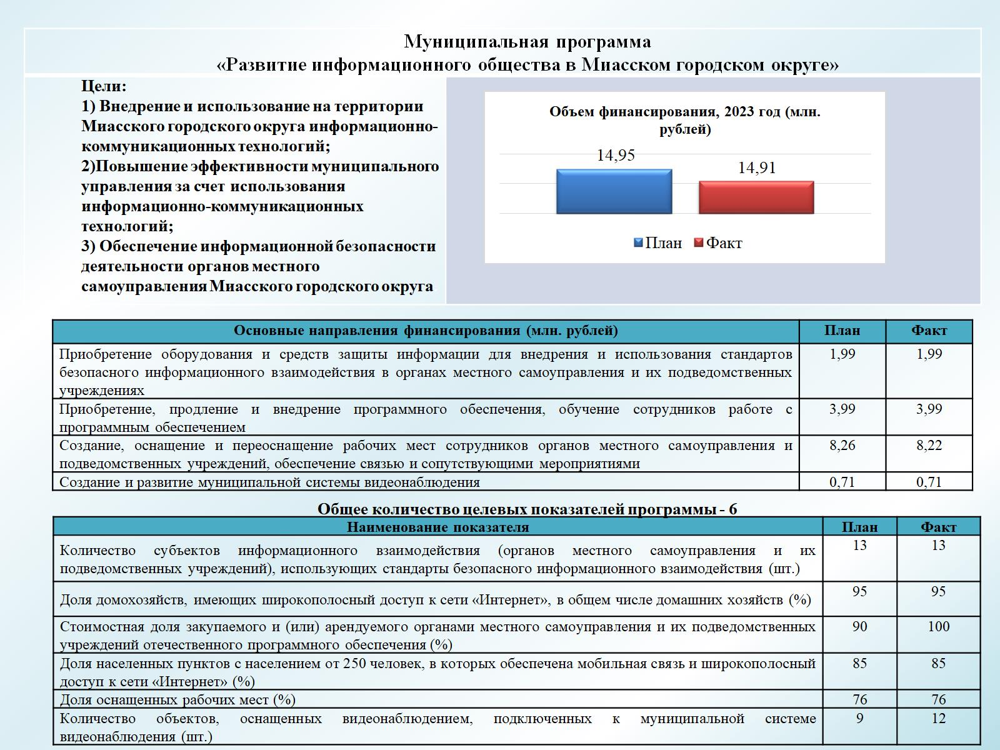 Муниципальная программа
«Развитие информационного общества в Миасском городском округе»
Цели:
1) Внедрение и использование на территории
Миасского городского округа информационно-
коммуникационных технологий;
2)Повышение эффективности муниципального
управления за счет использования
информационно-коммуникационных
технологий;
3) Обеспечение информационной безопасности
деятельности органов местного
самоуправления Миасского городского округа
Объем финансирования, 2023 год (млн.
рублей)
14,95
14,91
План Факт
Основные направления финансирования (млн. рублей) План Факт
Приобретение оборудования и средств защиты информации для внедрения и использования стандартов 1,99 1,99
безопасного информационного взаимодействия в органах местного самоуправления и их подведомственных
учреждениях
Приобретение, продление и внедрение программного обеспечения, обучение сотрудников работе с 3,99 3,99
программным обеспечением
Создание, оснащение и переоснащение рабочих мест сотрудников органов местного самоуправления и 8,26 8,22
подведомственных учреждений, обеспечение связью и сопутствующими мероприятиями
Создание и развитие муниципальной системы видеонаблюдения 0,71 0,71
Общее количество целевых показателей программы - 6
Наименование показателя План Факт
Количество субъектов информационного взаимодействия (органов местного самоуправления и их 13 13
подведомственных учреждений), использующих стандарты безопасного информационного взаимодействия (шт.)
Доля домохозяйств, имеющих широкополосный доступ к сети «Интернет», в общем числе домашних хозяйств (%) 95 95
Стоимостная доля закупаемого и (или) арендуемого органами местного самоуправления и их подведомственных 90 100
учреждений отечественного программного обеспечения (%)
Доля населенных пунктов с населением от 250 человек, в которых обеспечена мобильная связь и широкополосный 85 85
доступ к сети «Интернет» (%)
Доля оснащенных рабочих мест (%) 76 76
Количество объектов, оснащенных видеонаблюдением, подключенных к муниципальной системе 9 12
видеонаблюдения (шт.)